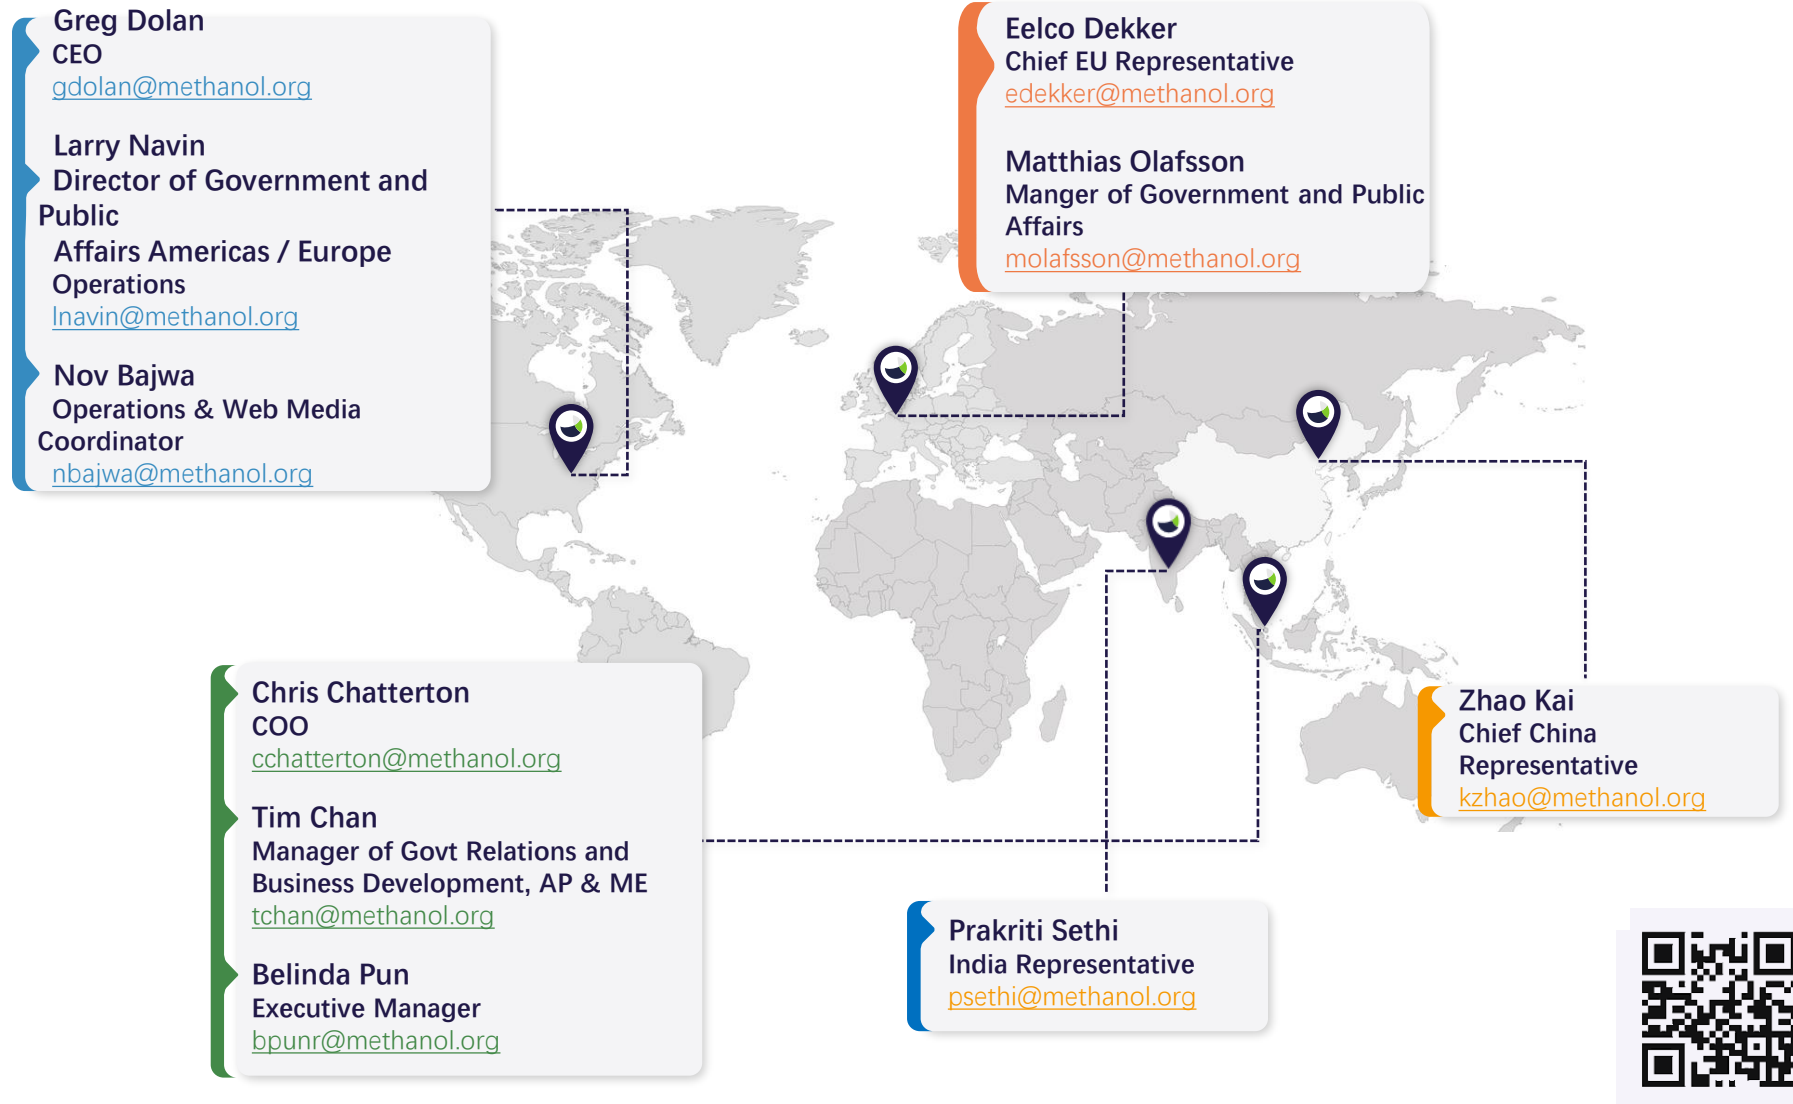 Greg Dolan
CEO
gdolan@methanol.org
Larry Navin
Director of Government and
Public
Affairs Americas / Europe
Operations
lnavin@methanol.org
Nov Bajwa
Operations & Web Media
Coordinator
nbajwa@methanol.org
Eelco Dekker
Chief EU Representative
edekker@methanol.org
Matthias Olafsson
Manger of Government and Public
Affairs
molafsson@methanol.org
Chris Chatterton
COO
cchatterton@methanol.org
Tim Chan
Manager of Govt Relations and
Business Development, AP & ME
tchan@methanol.org
Belinda Pun
Executive Manager
bpunr@methanol.org
Prakriti Sethi
India Representative
psethi@methanol.org
Zhao Kai
Chief China
Representative
kzhao@methanol.org